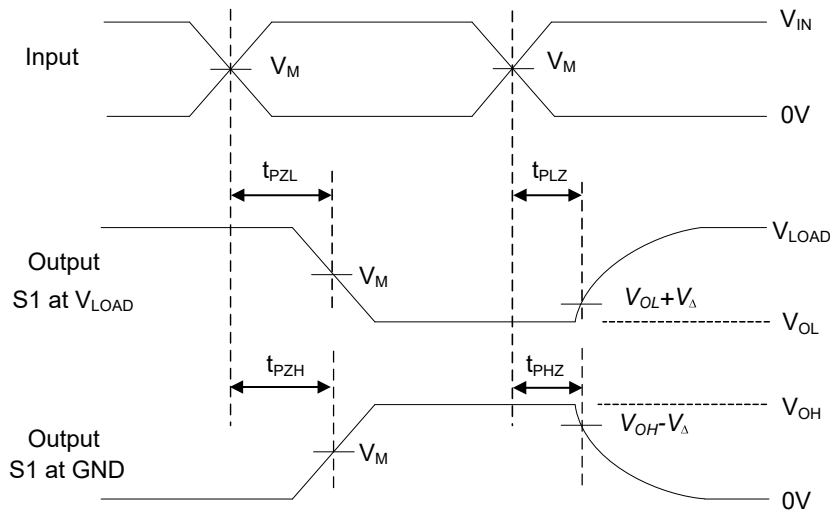 V_IN
Input
V_M
V_M
0V
t_PZL
t_PLZ
V_LOAD
Output
S1 at V_LOAD
V_M
V_OL+V_Δ
V_OL
t_PZH
t_PHZ
V_OH
V_OH-V_Δ
Output
S1 at GND
V_M
0V